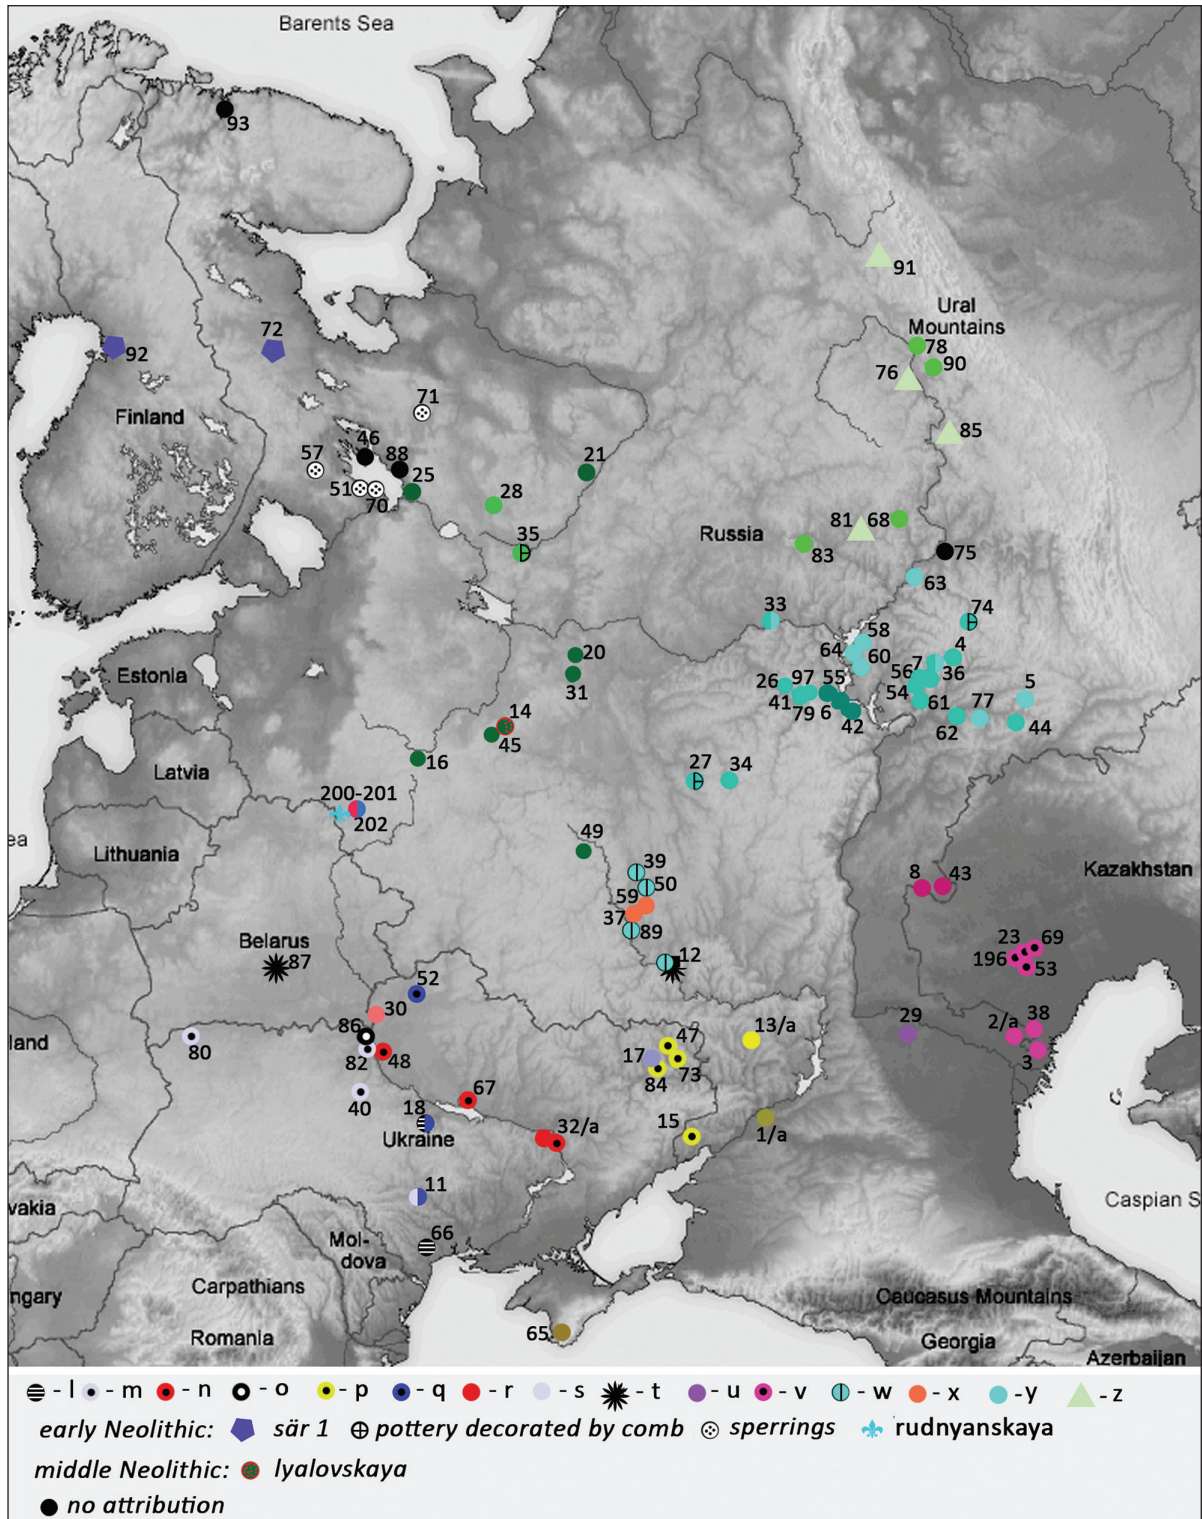 Barents Sea
93
91
Ural
Mountains
78
90
76
85
72
92
Finland
71
46
57
88
25
51
70
21
28
35
Russia
81
68
83
75
63
33
74
58
64
60
4
7
56
36
54
61
5
77
62
44
26
97
55
41
79
6
42
20
31
Estonia
14
45
16
Latvia
27
34
200-201
202
ea
Lithuania
49
39
50
59
37
89
12
8
43
Kazakhstan
23
69
196
53
Belarus
87
52
30
86
82
48
80
land
40
67
18
Ukraine
32/a
47
17
73
84
13/a
15
1/a
29
2/a
38
3
11
66
vakia
Mol-
dova
Caspian S
ngary
Carpathians
Romania
65
Caucasus Mountains
Georgia
Azerbaijan
- l - m - n - o - p - q - r - s - t - u - v - w - x - y - z
early Neolithic: sär 1 pottery decorated by comb sperrings rudnyanskaya
middle Neolithic: lyalovskaya
no attribution